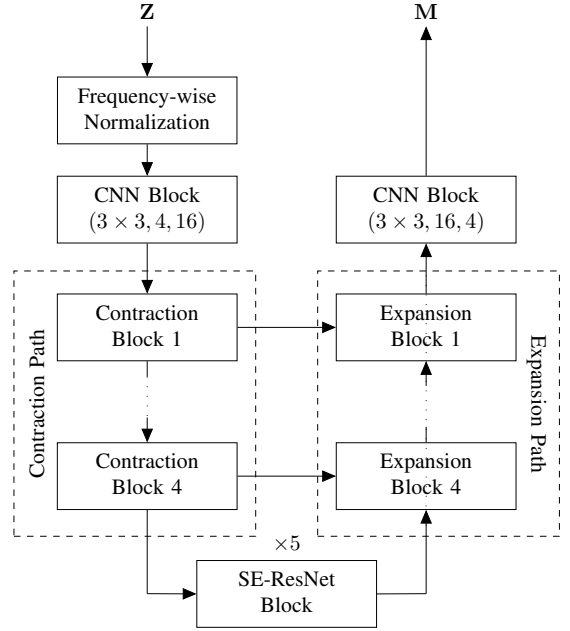 Z
M
Frequency-wise
Normalization
CNN Block
(3 × 3, 4, 16)
CNN Block
(3 × 3, 16, 4)
Contraction Path
Contraction
Block 1
Expansion
Block 1
Expansion Path
Contraction
Block 4
Expansion
Block 4
×5
SE-ResNet
Block